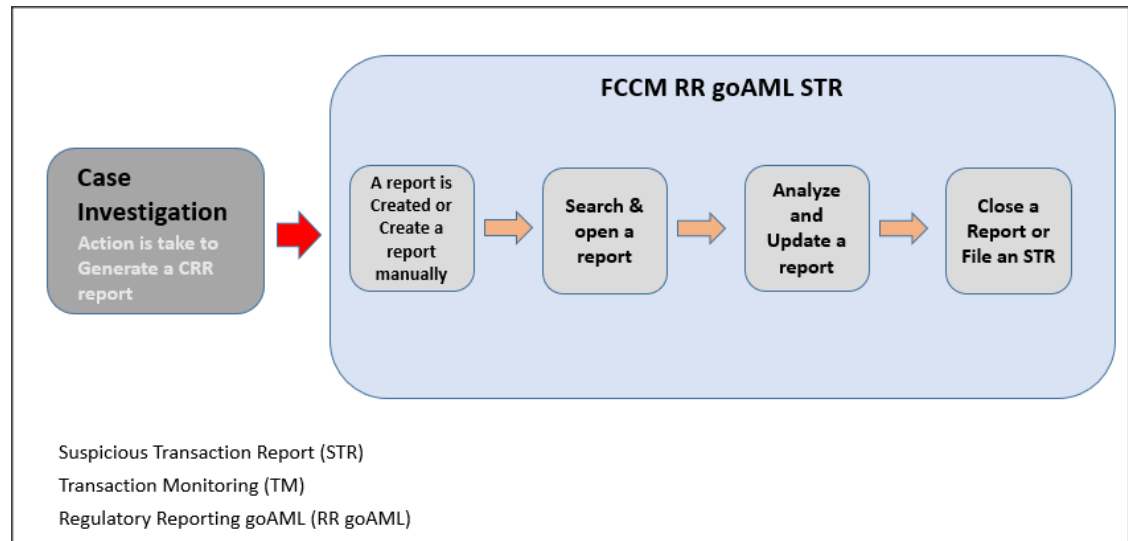 FCCM RR goAML STR
Case
Investigation
Action is take to
Generate a CRR
report
A report is
Created or
Create a
report
manually
Search &
open a
report
Analyze
and
Update a
report
Close a
Report or
File an STR
Suspicious Transaction Report (STR)
Transaction Monitoring (TM)
Regulatory Reporting goAML (RR goAML)